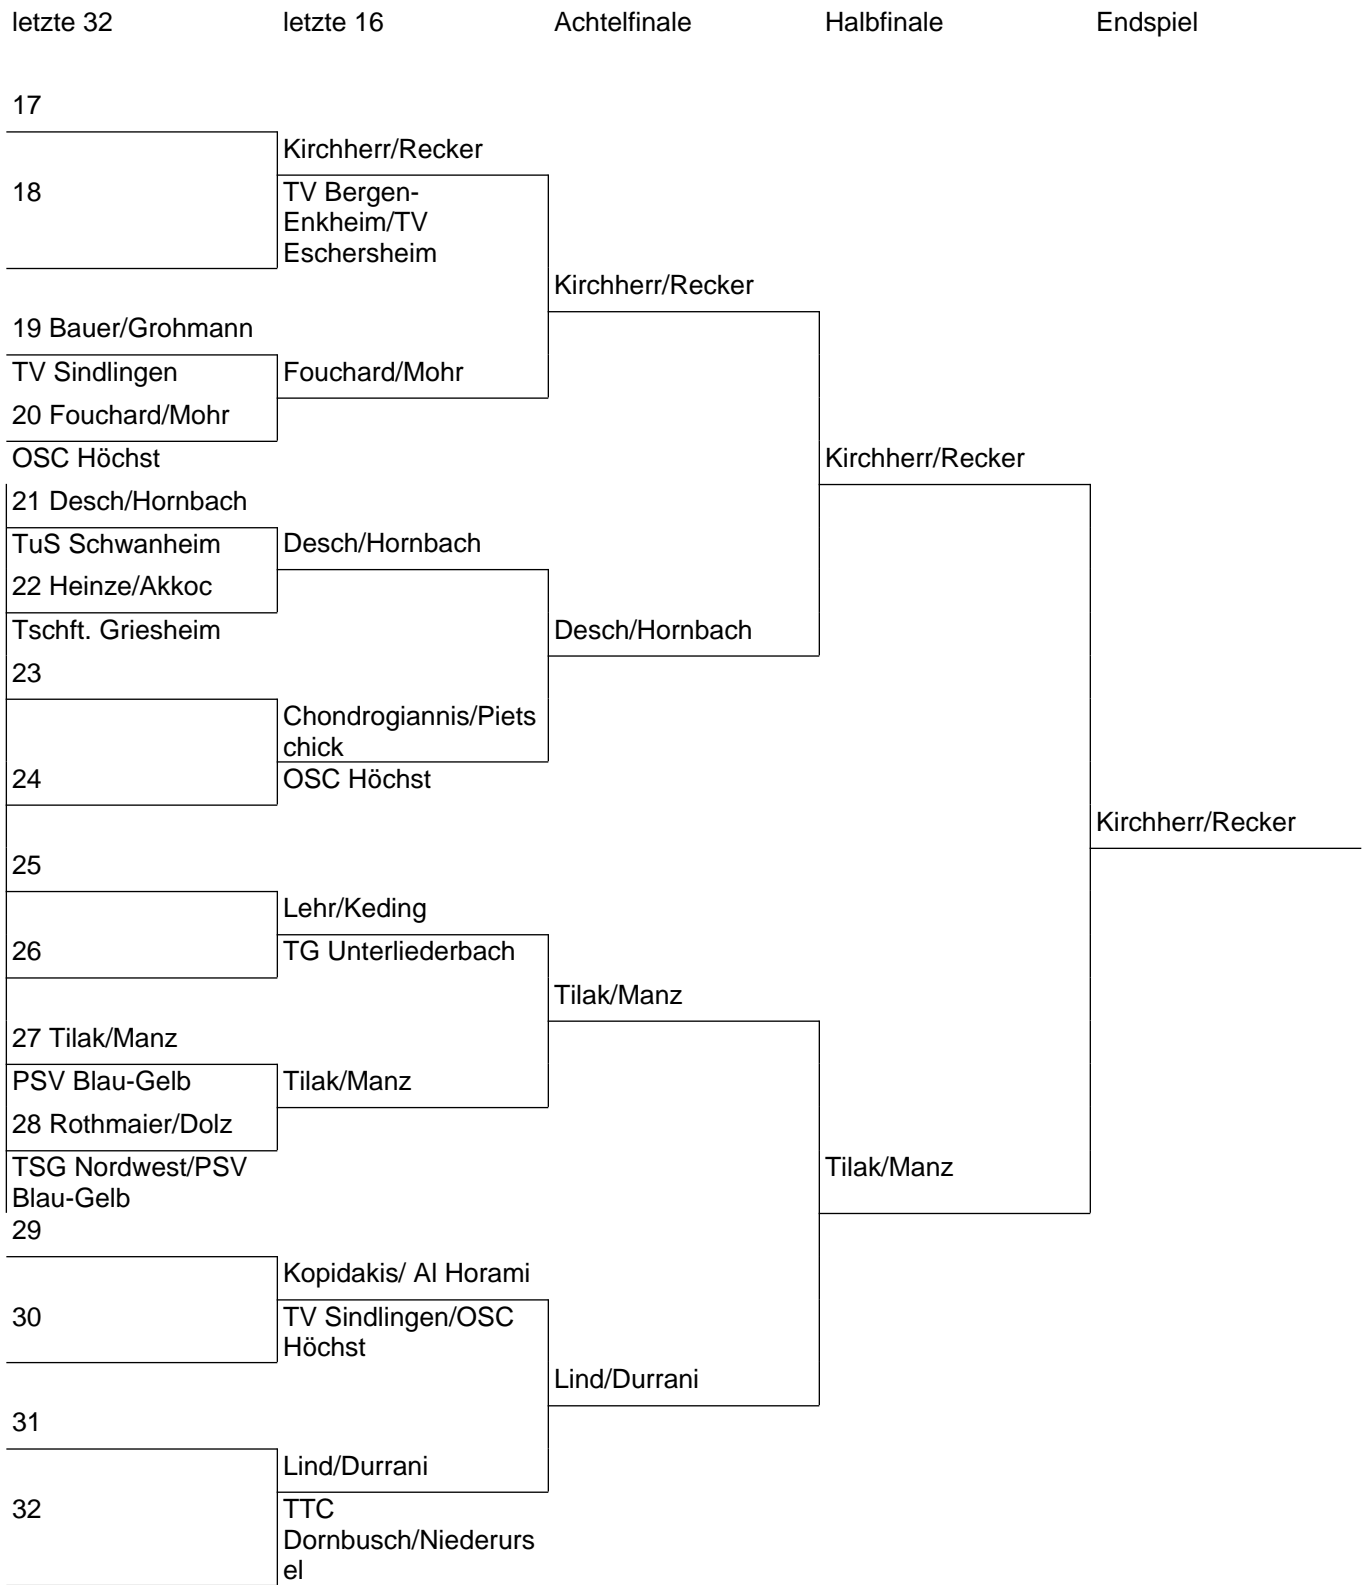 letzte 32
letzte 16
Achtelfinale
Halbfinale
Endspiel
17
Kirchherr/Recker
18
TV Bergen-
Enkheim/TV
Eschersheim
Kirchherr/Recker
19 Bauer/Grohmann
TV Sindlingen
Fouchard/Mohr
20 Fouchard/Mohr
OSC Höchst
Kirchherr/Recker
21 Desch/Hornbach
TuS Schwanheim
Desch/Hornbach
22 Heinze/Akkoc
Tschft. Griesheim
Desch/Hornbach
23
Chondrogiannis/Piets
chick
24
OSC Höchst
Kirchherr/Recker
25
Lehr/Keding
26
TG Unterliederbach
Tilak/Manz
27 Tilak/Manz
PSV Blau-Gelb
Tilak/Manz
28 Rothmaier/Dolz
TSG Nordwest/PSV
Blau-Gelb
Tilak/Manz
29
Kopidakis/ Al Horami
30
TV Sindlingen/OSC
Höchst
Lind/Durrani
31
Lind/Durrani
32
TTC
Dornbusch/Niederurs
el